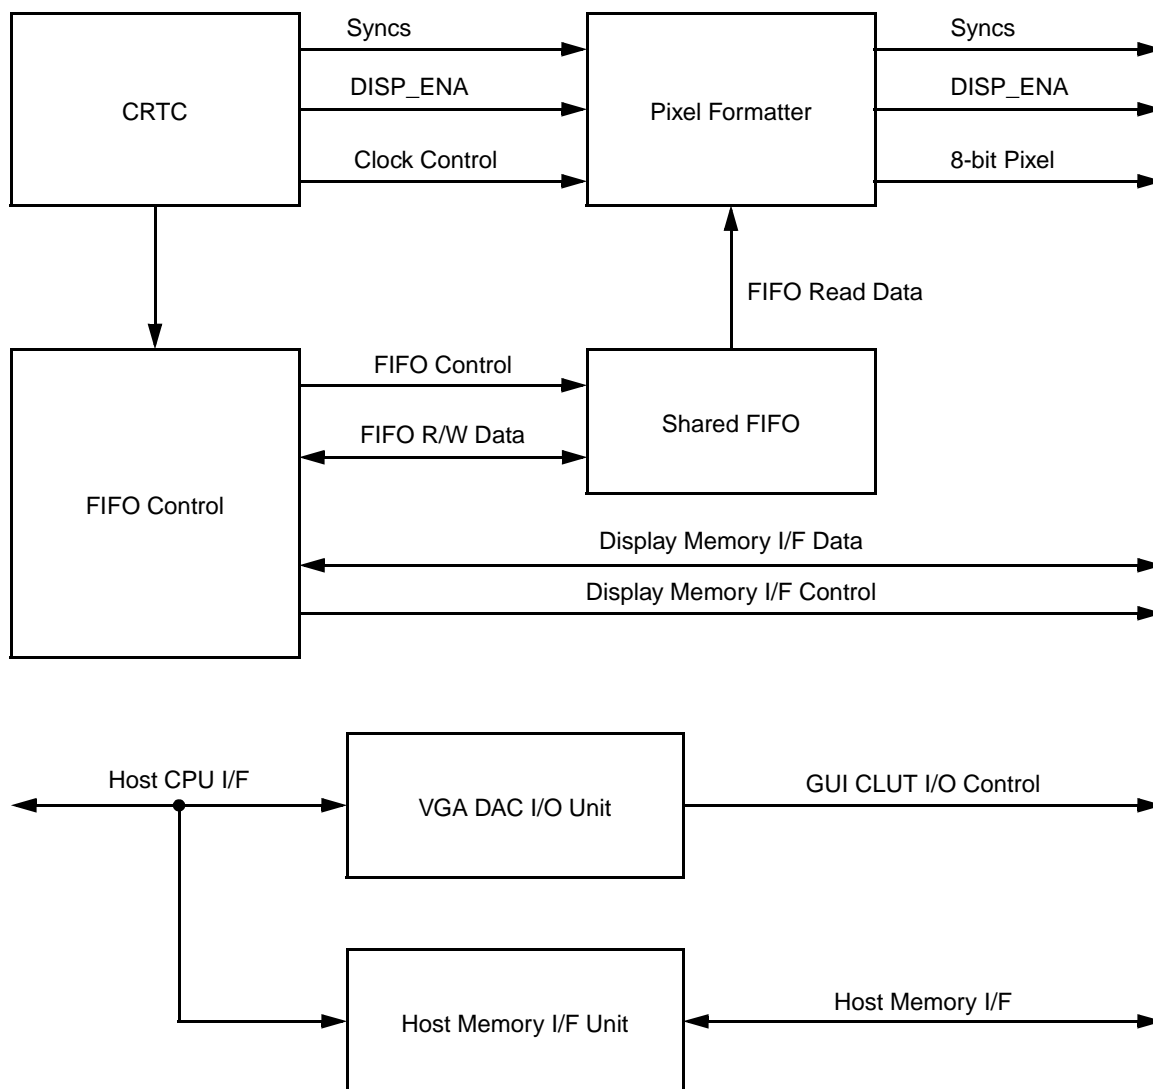 Syncs
Syncs
DISP_ENA
DISP_ENA
CRTC
Pixel Formatter
Clock Control
8-bit Pixel
FIFO Read Data
FIFO Control
Shared FIFO
FIFO R/W Data
FIFO Control
Display Memory I/F Data
Display Memory I/F Control
Host CPU I/F
GUI CLUT I/O Control
VGA DAC I/O Unit
Host Memory I/F
Host Memory I/F Unit